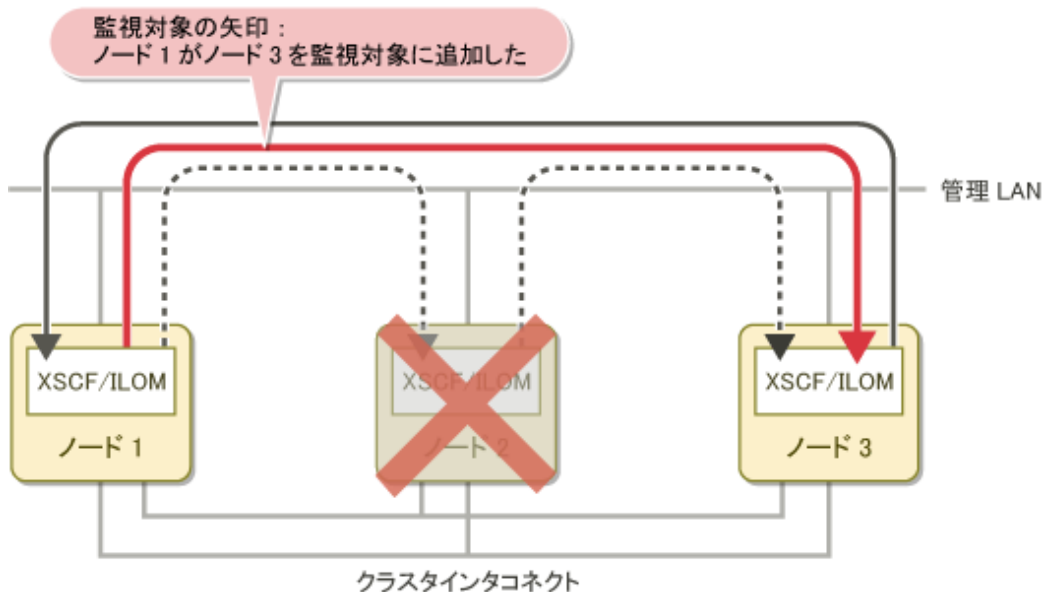 監視対象の矢印：
ノード 1 がノード 3 を監視対象に追加した
管理 LAN
XSCF/ILOM
XSCF/ILOM
XSCF/ILOM
ノード 1
ノード 2
ノード 3
クラスタインタコネクト